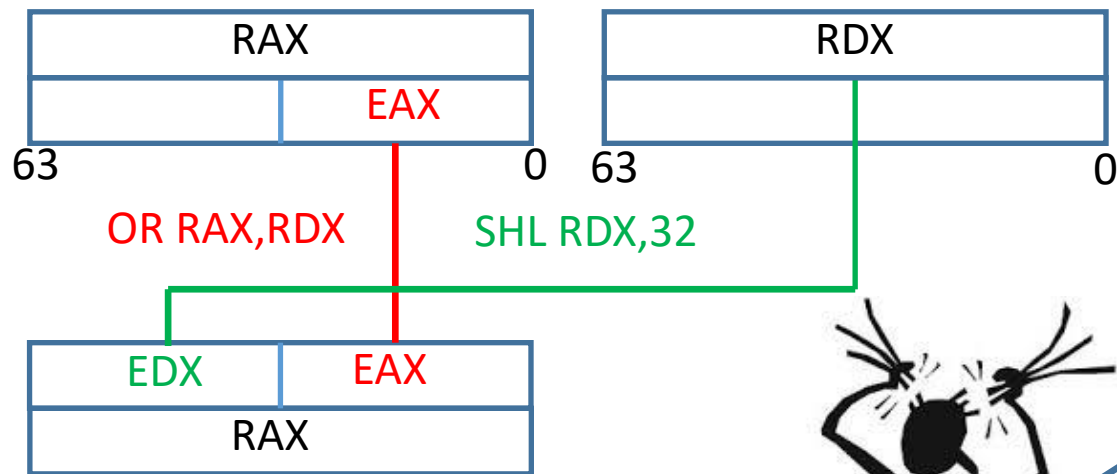 RAX
RDX
EAX
63 0
63 0
OR RAX,RDX
SHL RDX,32
EDX EAX
RAX